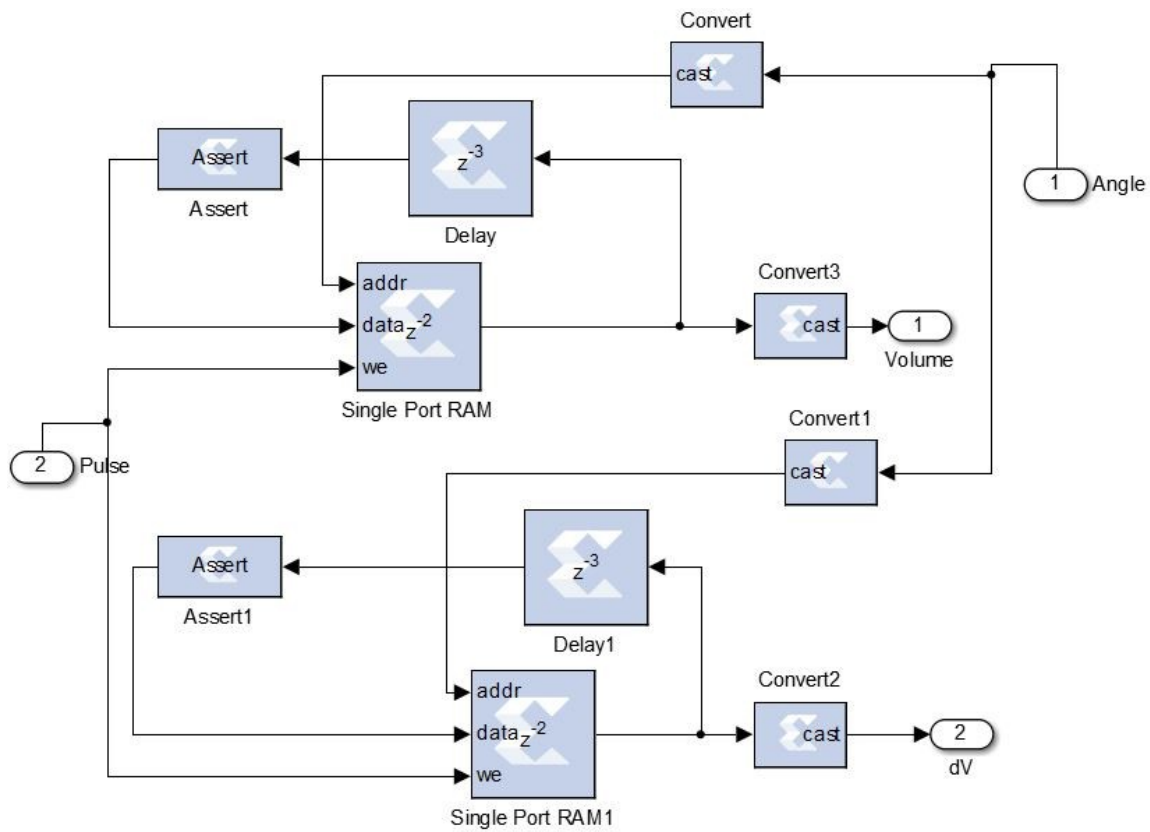 Convert
cast
Assert
Assert
z-3
Delay
1
Angle
addr
data
z-2
we
Single Port RAM
Convert3
cast
1
Volume
Convert1
cast
2
Pulse
Assert
Assert1
z-3
Delay1
addr
data
z-2
we
Single Port RAM1
Convert2
cast
2
dV